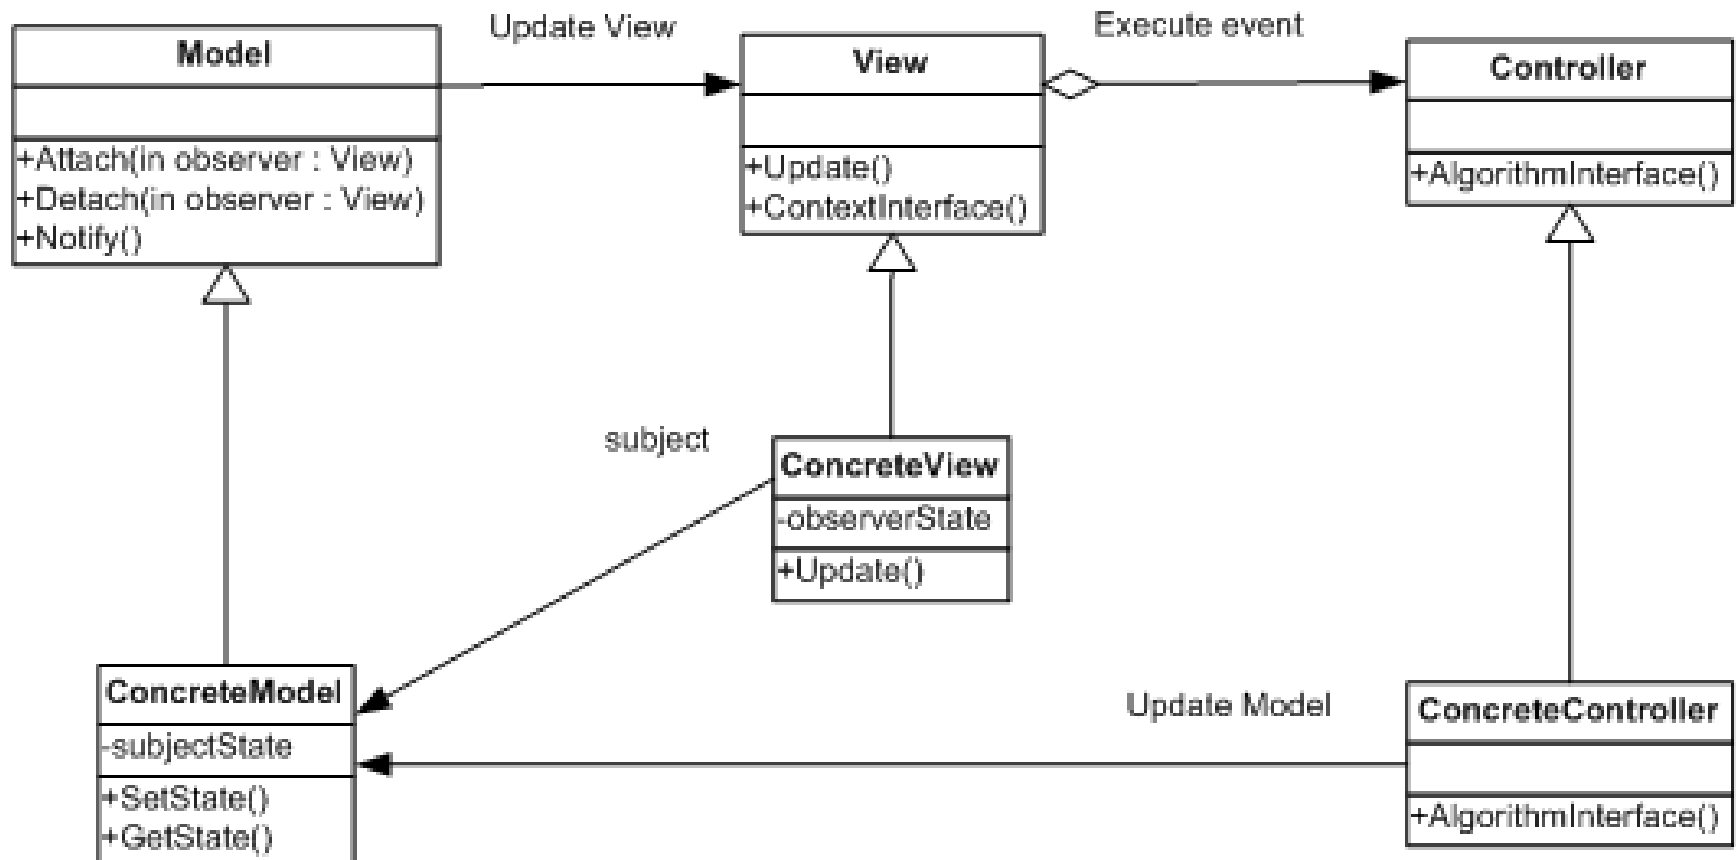 Update View
Execute event
Model
+Attach(in observer : View)
+Detach(in observer : View)
+Notify()
View
+Update()
+ContextInterface()
Controller
+AlgorithmInterface()
subject
ConcreteView
-observerState
+Update()
ConcreteModel
-subjectState
+SetState()
+GetState()
Update Model
ConcreteController
+AlgorithmInterface()